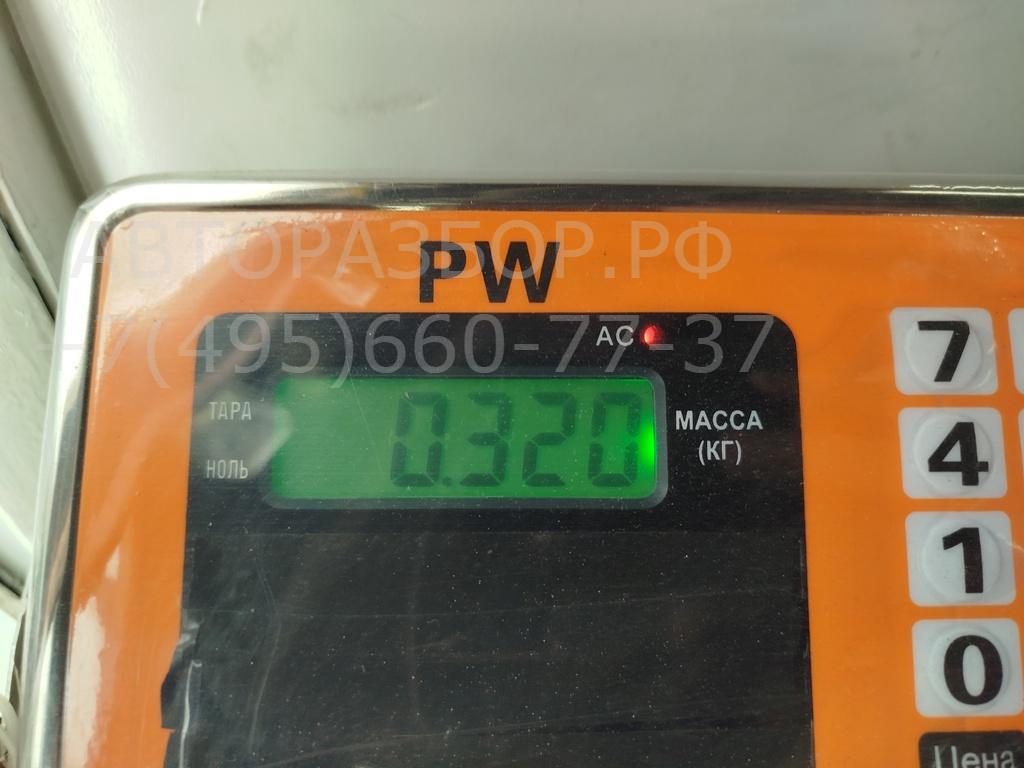 АВТОРАЗБОР.РФ
PW
+7(495)660-77-37
AC
7
ТАРА
0.320
МАССА
(КГ)
4
НОЛЬ
1
0
Цена